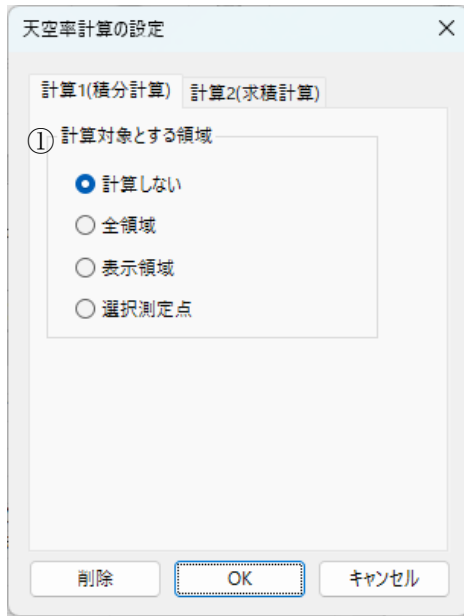 天空率計算の設定
計算1(積分計算) 計算2(求積計算)
① 計算対象とする領域
計算しない
全領域
表示領域
選択測定点
削除 OK キャンセル